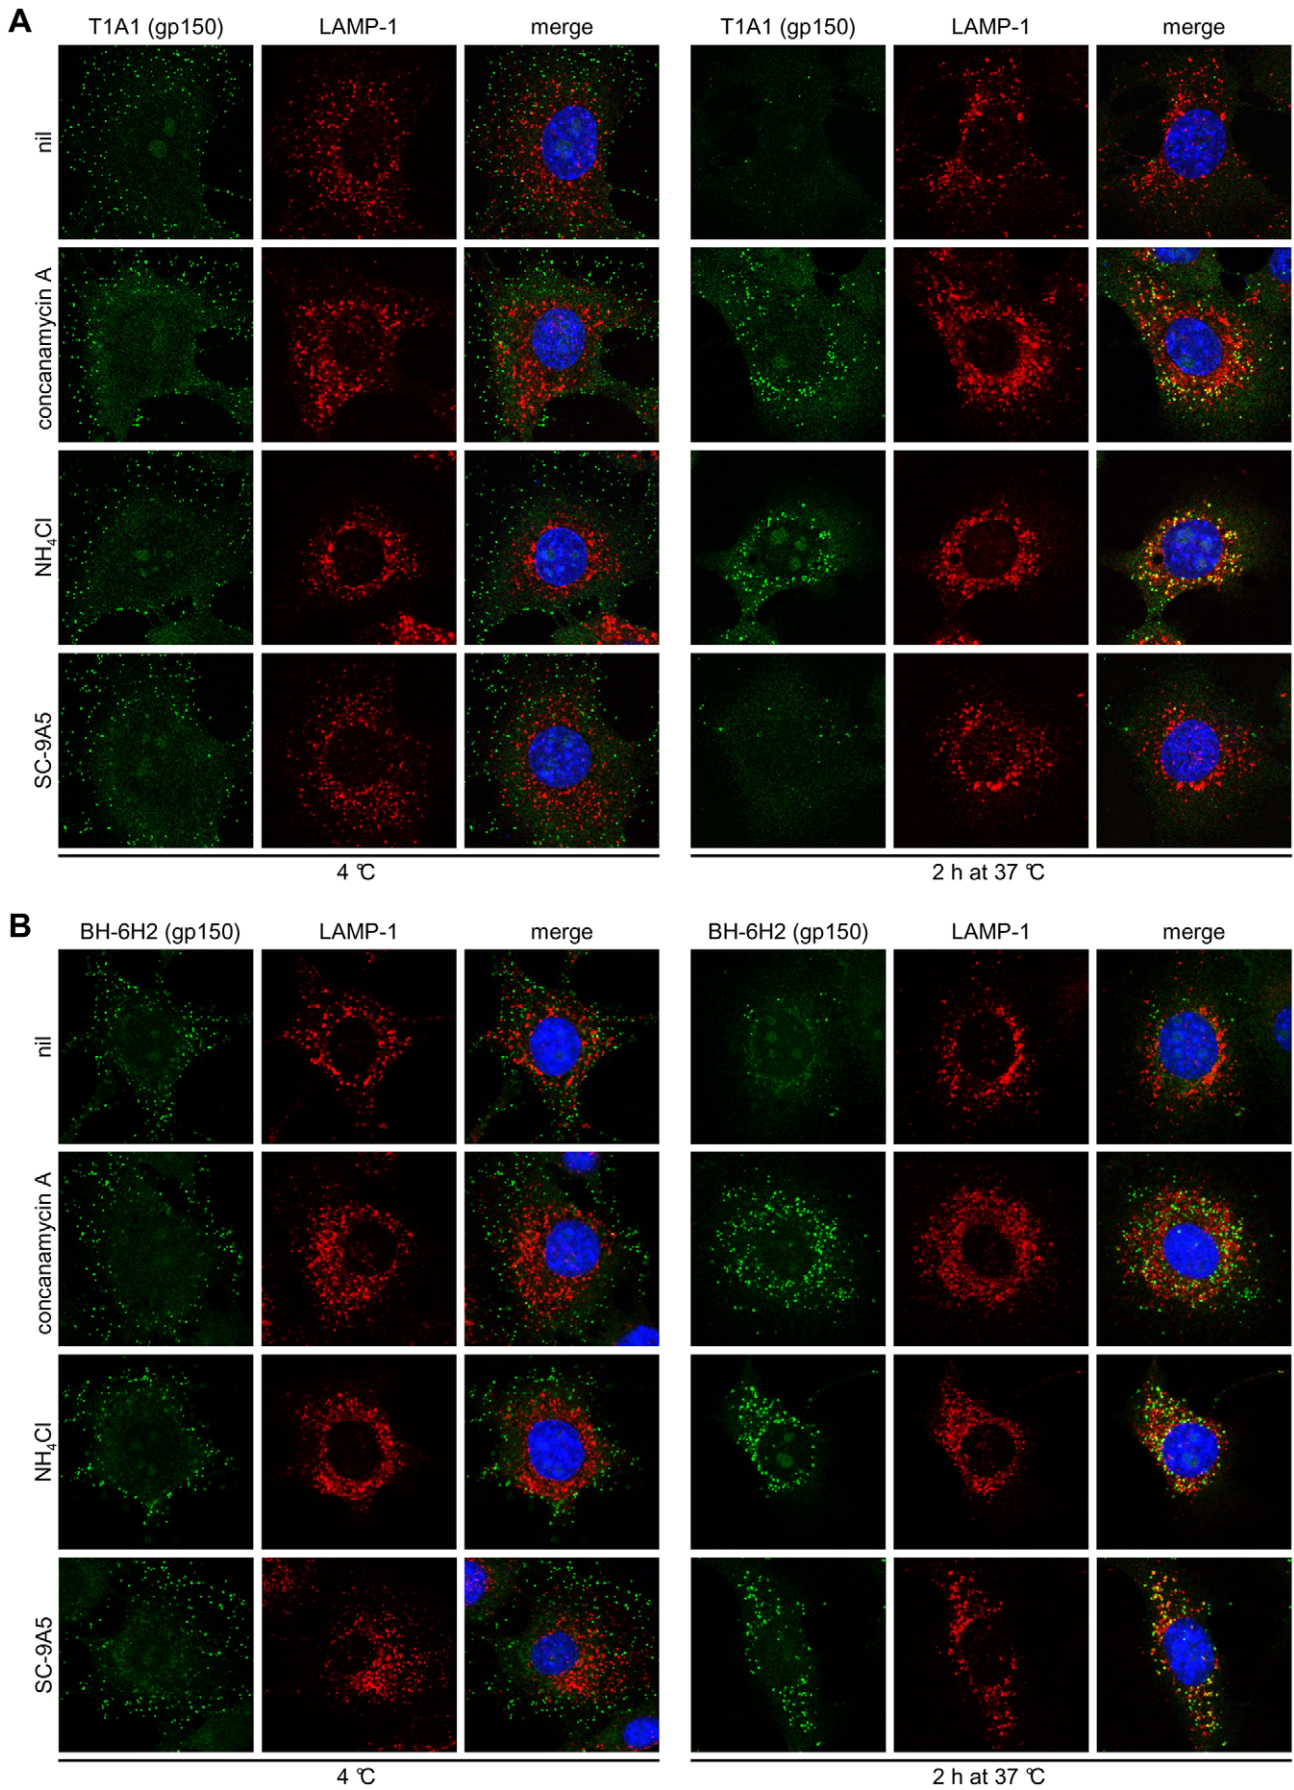 A
T1A1 (gp150) LAMP-1 merge T1A1 (gp150) LAMP-1 merge
nil
concanamycin A
NH₄Cl
SC-9A5
4 °C 2 h at 37 °C
B
BH-6H2 (gp150) LAMP-1 merge BH-6H2 (gp150) LAMP-1 merge
nil
concanamycin A
NH₄Cl
SC-9A5
4 °C 2 h at 37 °C